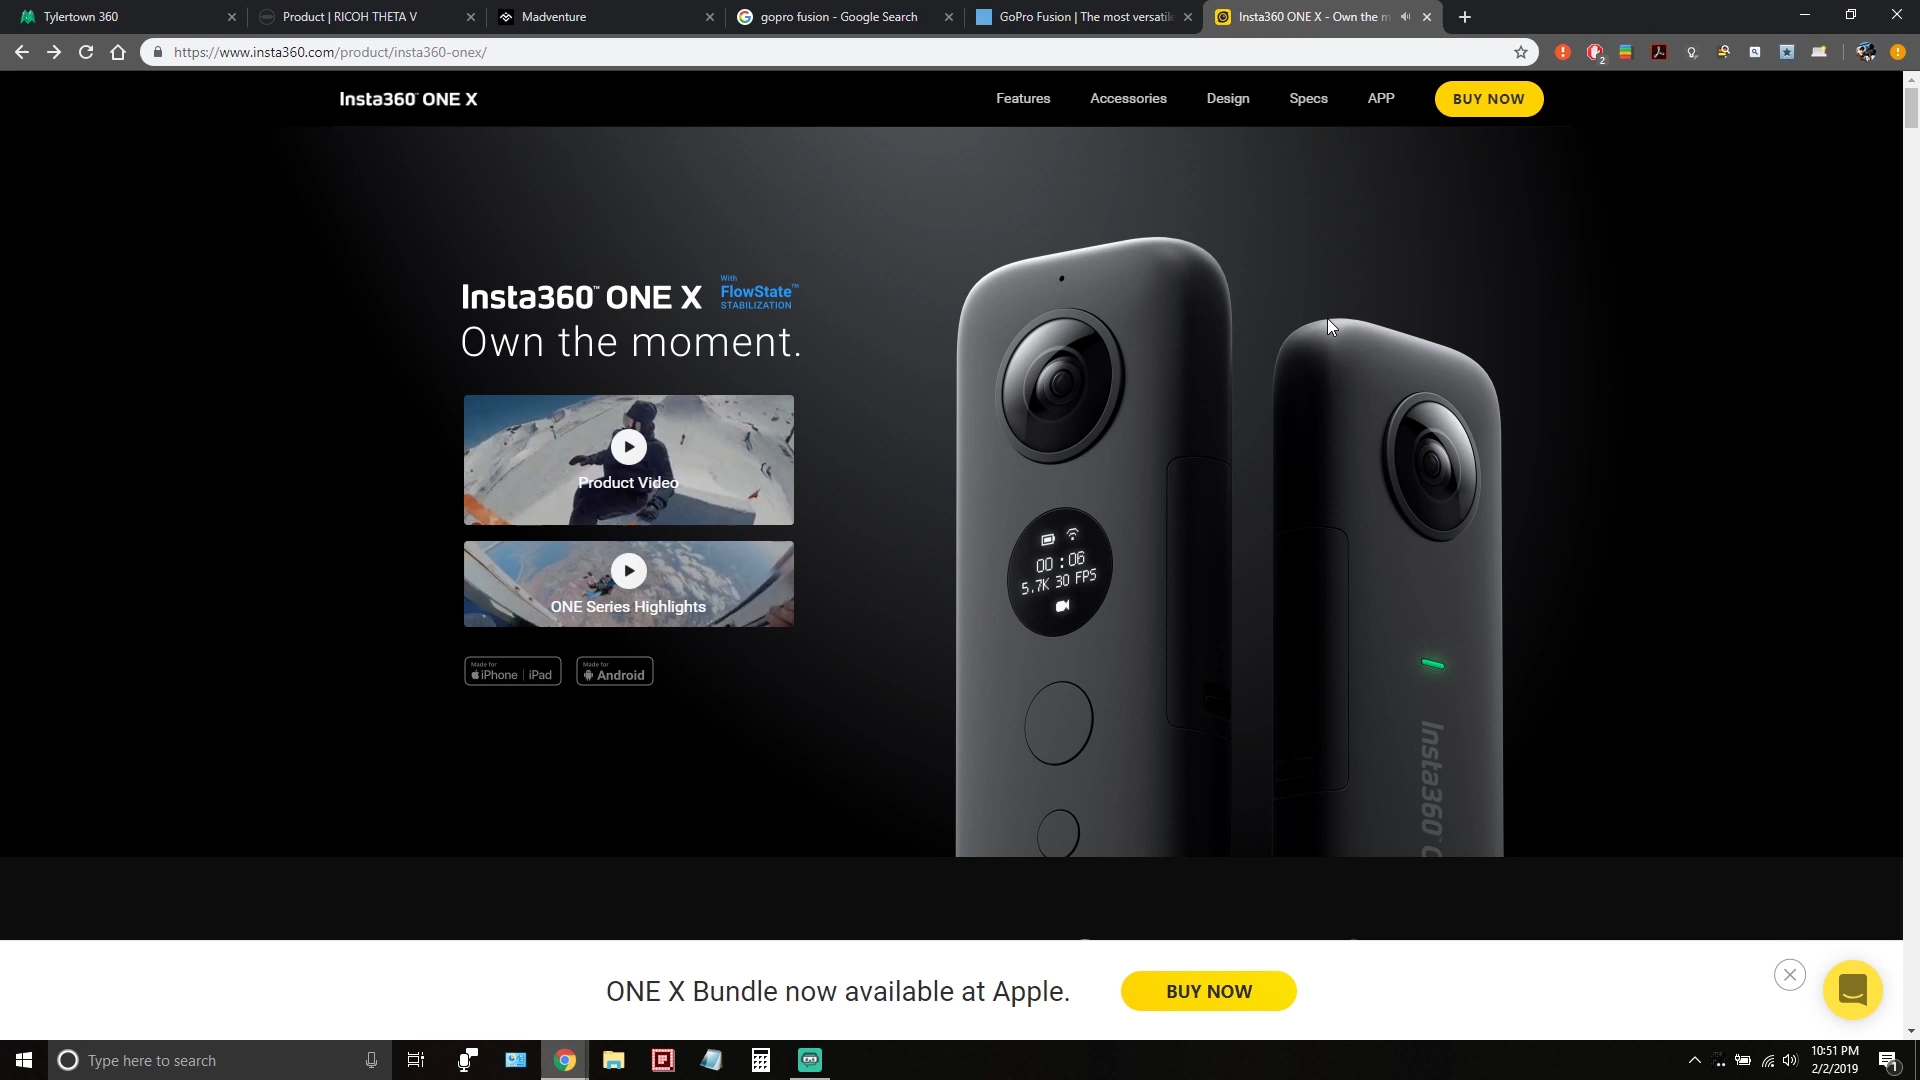 Tylertown 360
Product | RICOH THETA V
Madventure
gopro fusion - Google Search
GoPro Fusion | The most versatile
Insta360 ONE X - Own the m
https://www.insta360.com/product/insta360-onex/
2
Insta360 ONE X
Features
Accessories
Design
Specs
APP
BUY NOW
Insta360™ ONE X
With
FlowState™
STABILIZATION
Own the moment.
Product Video
ONE Series Highlights
Made for
iPhone | iPad
Made for
Android
00 : 06
5.7K 30 FPS
Insta360
ONE X Bundle now available at Apple.
BUY NOW
Type here to search
10:51 PM
2/2/2019
1